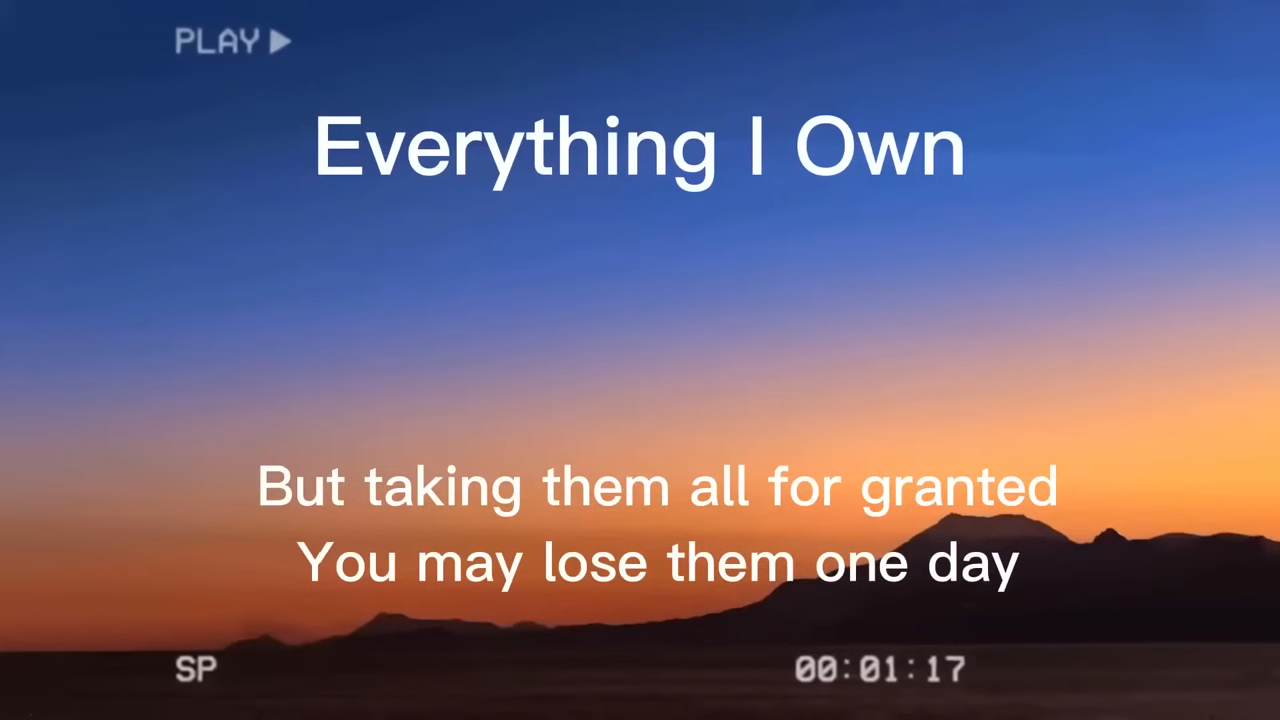 PLAY
Everything I Own
But taking them all for granted
You may lose them one day
SP
00:01:17